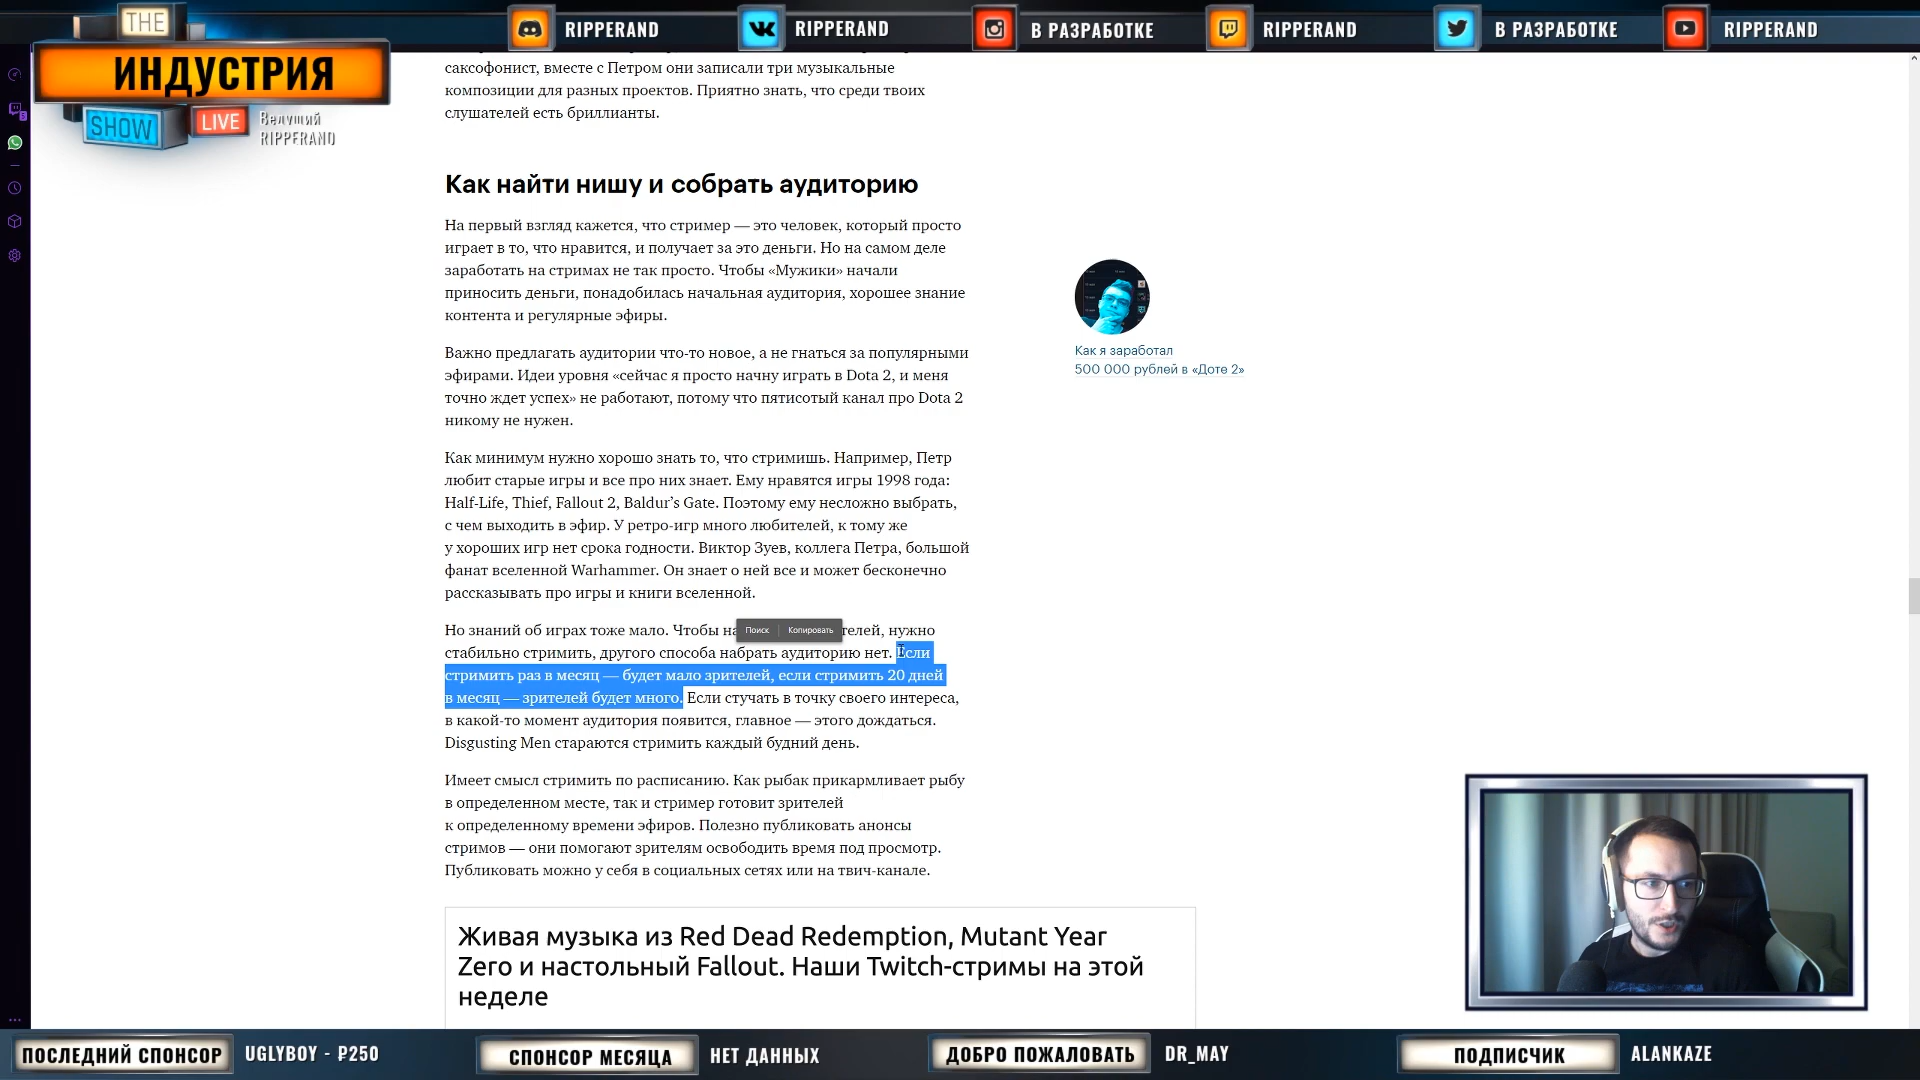 THE
ИНДУСТРИЯ
SHOW
LIVE
Ведущий
RIPPERAND
RIPPERAND
RIPPERAND
В РАЗРАБОТКЕ
RIPPERAND
В РАЗРАБОТКЕ
RIPPERAND
саксофонист, вместе с Петром они записали три музыкальные
композиции для разных проектов. Приятно знать, что среди твоих
слушателей есть бриллианты.
Как найти нишу и собрать аудиторию
На первый взгляд кажется, что стример — это человек, который просто
играет в то, что нравится, и получает за это деньги. Но на самом деле
заработать на стримах не так просто. Чтобы «Мужики» начали
приносить деньги, понадобилась начальная аудитория, хорошее знание
контента и регулярные эфиры.
Как я заработал
500 000 рублей в «Доте 2»
Важно предлагать аудитории что-то новое, а не гнаться за популярными
эфирами. Идеи уровня «сейчас я просто начну играть в Dota 2, и меня
точно ждет успех» не работают, потому что пятисотый канал про Dota 2
никому не нужен.
Как минимум нужно хорошо знать то, что стримишь. Например, Петр
любит старые игры и все про них знает. Ему нравятся игры 1998 года:
Half-Life, Thief, Fallout 2, Baldur’s Gate. Поэтому ему несложно выбрать,
с чем выходить в эфир. У ретро-игр много любителей, к тому же
у хороших игр нет срока годности. Виктор Зуев, коллега Петра, большой
фанат вселенной Warhammer. Он знает о ней все и может бесконечно
рассказывать про игры и книги вселенной.
Поиск Копировать
Но знаний об играх тоже мало. Чтобы на телей, нужно
стабильно стримить, другого способа набрать аудиторию нет. Если
стримить раз в месяц — будет мало зрителей, если стримить 20 дней
в месяц — зрителей будет много. Если стучать в точку своего интереса,
в какой-то момент аудитория появится, главное — этого дождаться.
Disgusting Men стараются стримить каждый будний день.
Имеет смысл стримить по расписанию. Как рыбак прикармливает рыбу
в определенном месте, так и стример готовит зрителей
к определенному времени эфиров. Полезно публиковать анонсы
стримов — они помогают зрителям освободить время под просмотр.
Публиковать можно у себя в социальных сетях или на твич-канале.
Живая музыка из Red Dead Redemption, Mutant Year
Zero и настольный Fallout. Наши Twitch-стримы на этой
неделе
ПОСЛЕДНИЙ СПОНСОР UGLYBOY - ₽250
СПОНСОР МЕСЯЦА НЕТ ДАННЫХ
ДОБРО ПОЖАЛОВАТЬ DR_MAY
ПОДПИСЧИК ALANKAZE